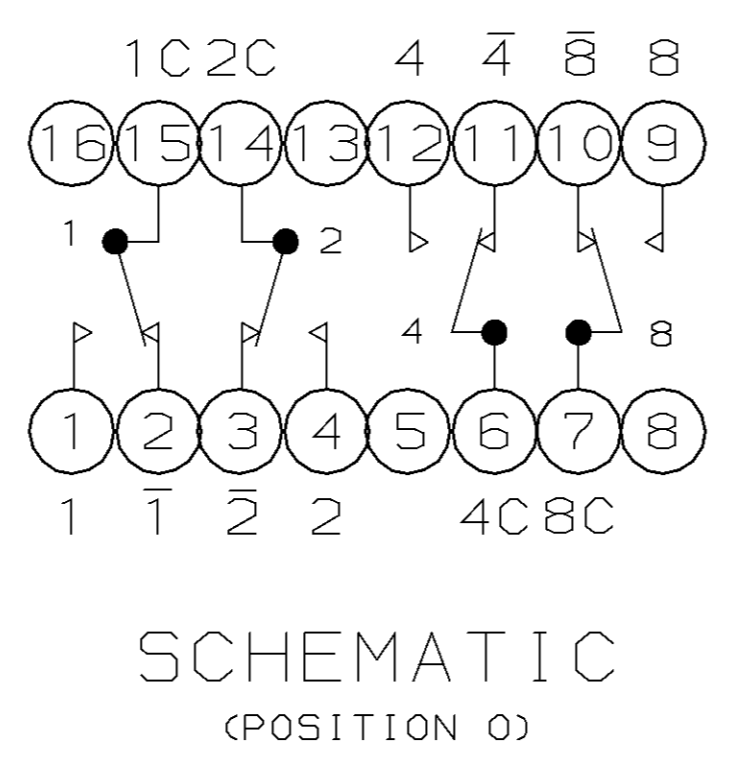 1C 2C 4 4̅ 8̅ 8
16 15 14 13 12 11 10 9
1 2
4 8
1 2 3 4 5 6 7 8
1 1̅ 2̅ 2 4C 8C
SCHEMATIC
(POSITION 0)